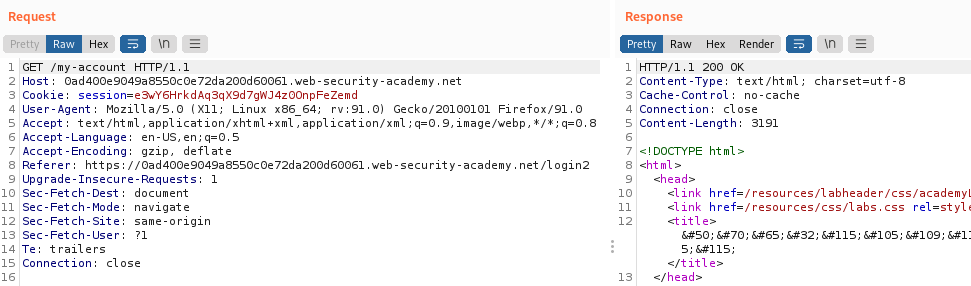 Request
Pretty Raw Hex \n
1 GET /my-account HTTP/1.1
2 Host: 0ad400e9049a8550c0e72da200d60061.web-security-academy.net
3 Cookie: session=e3wY6HrkdAq3qX9d7gWJ4z0OnpFeZemd
4 User-Agent: Mozilla/5.0 (X11; Linux x86_64; rv:91.0) Gecko/20100101 Firefox/91.0
5 Accept: text/html,application/xhtml+xml,application/xml;q=0.9,image/webp,*/*;q=0.8
6 Accept-Language: en-US,en;q=0.5
7 Accept-Encoding: gzip, deflate
8 Referer: https://0ad400e9049a8550c0e72da200d60061.web-security-academy.net/login2
9 Upgrade-Insecure-Requests: 1
10 Sec-Fetch-Dest: document
11 Sec-Fetch-Mode: navigate
12 Sec-Fetch-Site: same-origin
13 Sec-Fetch-User: ?1
14 Te: trailers
15 Connection: close
16
Response
Pretty Raw Hex Render \n
1 HTTP/1.1 200 OK
2 Content-Type: text/html; charset=utf-8
3 Cache-Control: no-cache
4 Connection: close
5 Content-Length: 3191
6
7 <!DOCTYPE html>
8 <html>
9 <head>
10 <link href=/resources/labheader/css/academyL
11 <link href=/resources/css/labs.css rel=style
12 <title>
&#50;&#70;&#65;&#32;&#115;&#105;&#109;&#11
5;&#115;
</title>
13 </head>